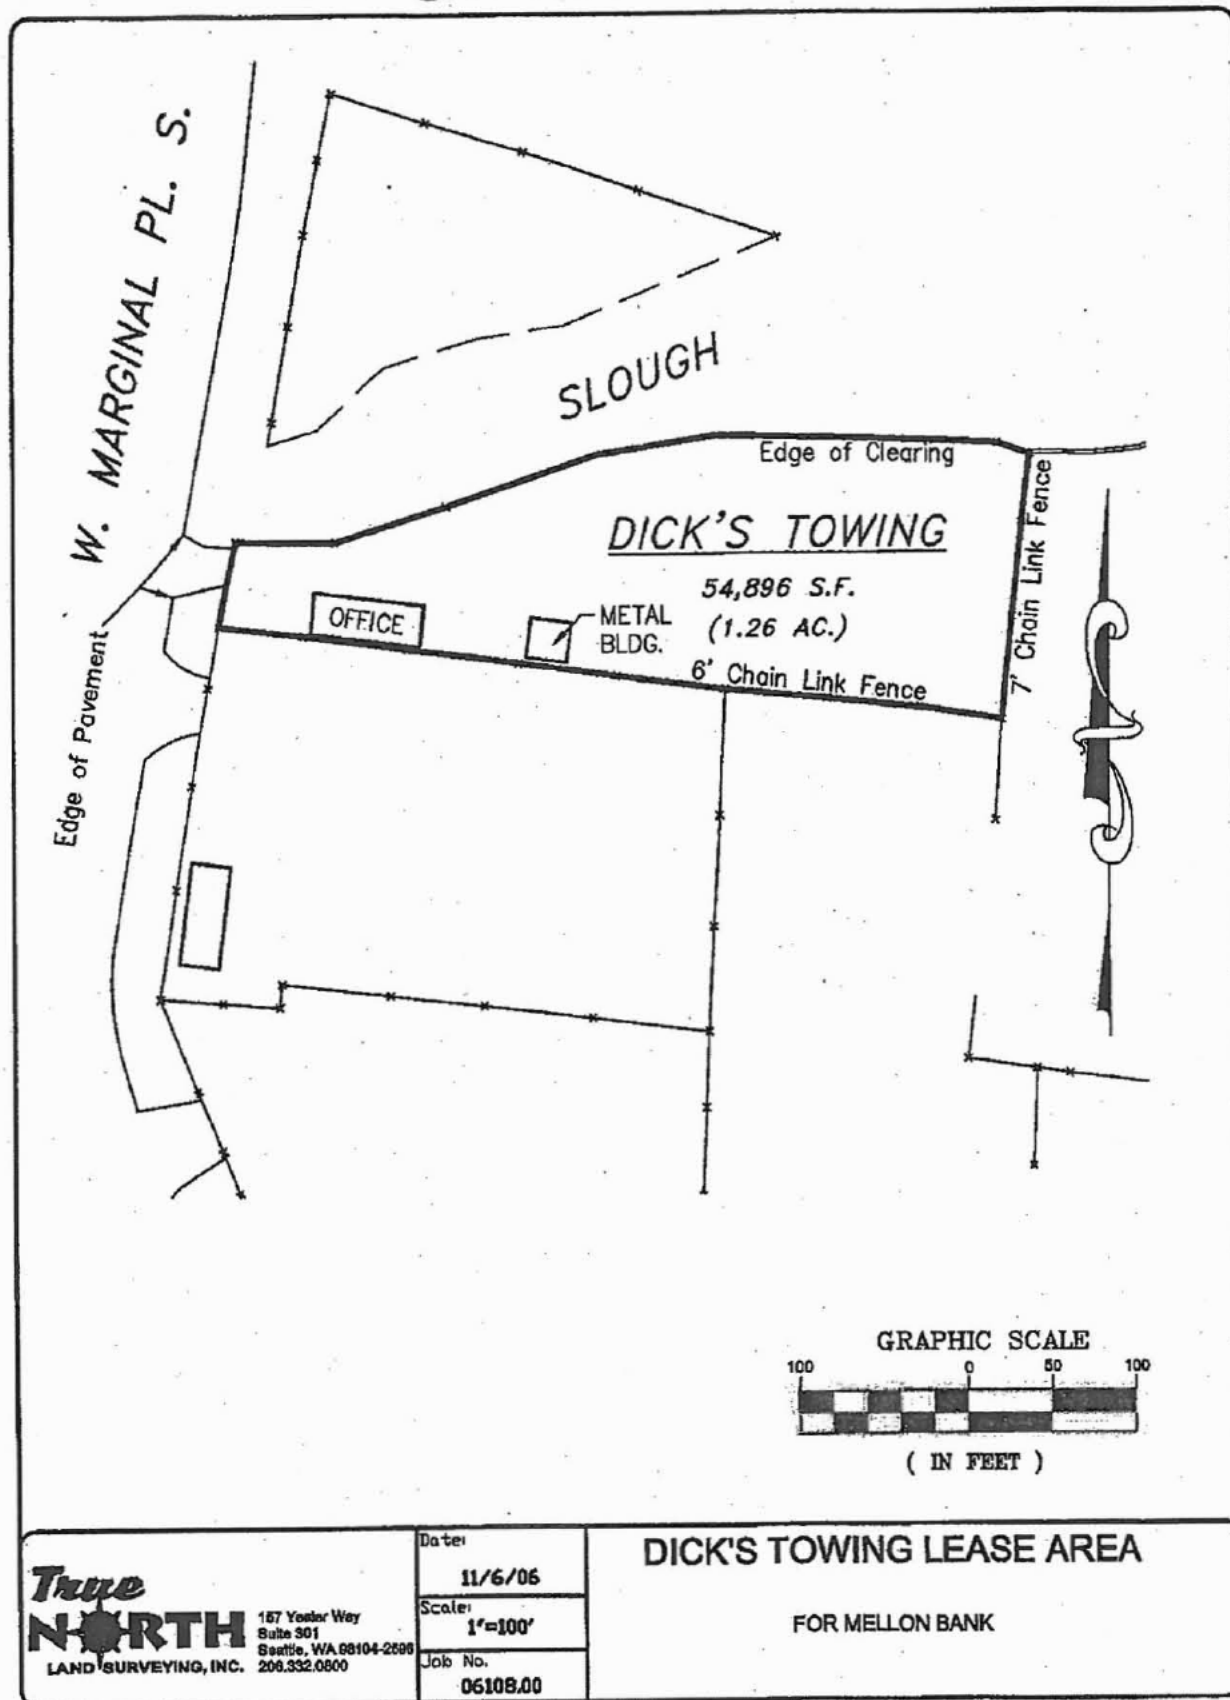 W. MARGINAL PL. S.
SLOUGH
Edge of Clearing
DICK'S TOWING
54,896 S.F.
(1.26 AC.)
OFFICE
METAL
BLDG.
6' Chain Link Fence
7' Chain Link Fence
Edge of Pavement
GRAPHIC SCALE
100 0 50 100
( IN FEET )
True
NORTH
LAND SURVEYING, INC.
157 Yesler Way
Suite 301
Seattle, WA 98104-2596
206.332.0800
Date:
11/6/06
Scale:
1"=100'
Job No.
06108.00
DICK'S TOWING LEASE AREA
FOR MELLON BANK